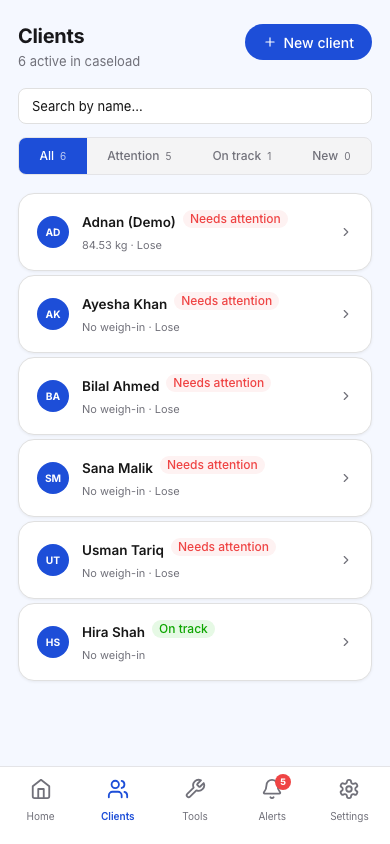 Clients
6 active in caseload
+ New client
Search by name...
All 6 Attention 5 On track 1 New 0
AD Adnan (Demo) Needs attention
84.53 kg · Lose
AK Ayesha Khan Needs attention
No weigh-in · Lose
BA Bilal Ahmed Needs attention
No weigh-in · Lose
SM Sana Malik Needs attention
No weigh-in · Lose
UT Usman Tariq Needs attention
No weigh-in · Lose
HS Hira Shah On track
No weigh-in
5
Home Clients Tools Alerts Settings